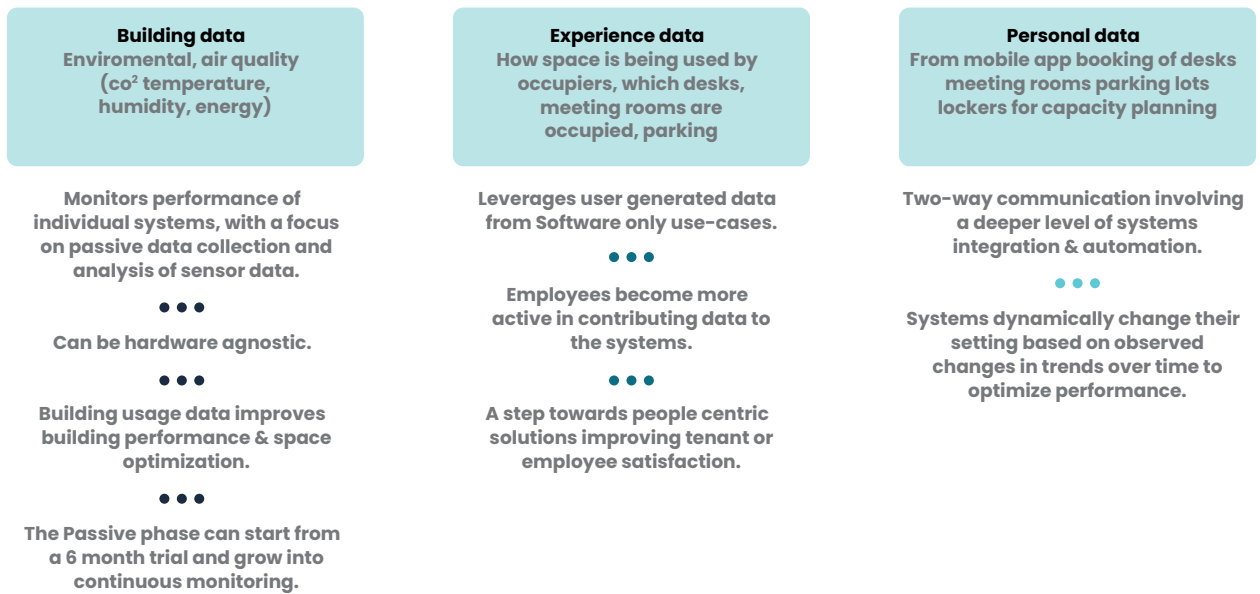 Building data
Enviromental, air quality
(co² temperature,
humidity, energy)
Monitors performance of
individual systems, with a focus
on passive data collection and
analysis of sensor data.
Can be hardware agnostic.
Building usage data improves
building performance & space
optimization.
The Passive phase can start from
a 6 month trial and grow into
continuous monitoring.
Experience data
How space is being used by
occupiers, which desks,
meeting rooms are
occupied, parking
Leverages user generated data
from Software only use-cases.
Employees become more
active in contributing data to
the systems.
A step towards people centric
solutions improving tenant or
employee satisfaction.
Personal data
From mobile app booking of desks
meeting rooms parking lots
lockers for capacity planning
Two-way communication involving
a deeper level of systems
integration & automation.
Systems dynamically change their
setting based on observed
changes in trends over time to
optimize performance.